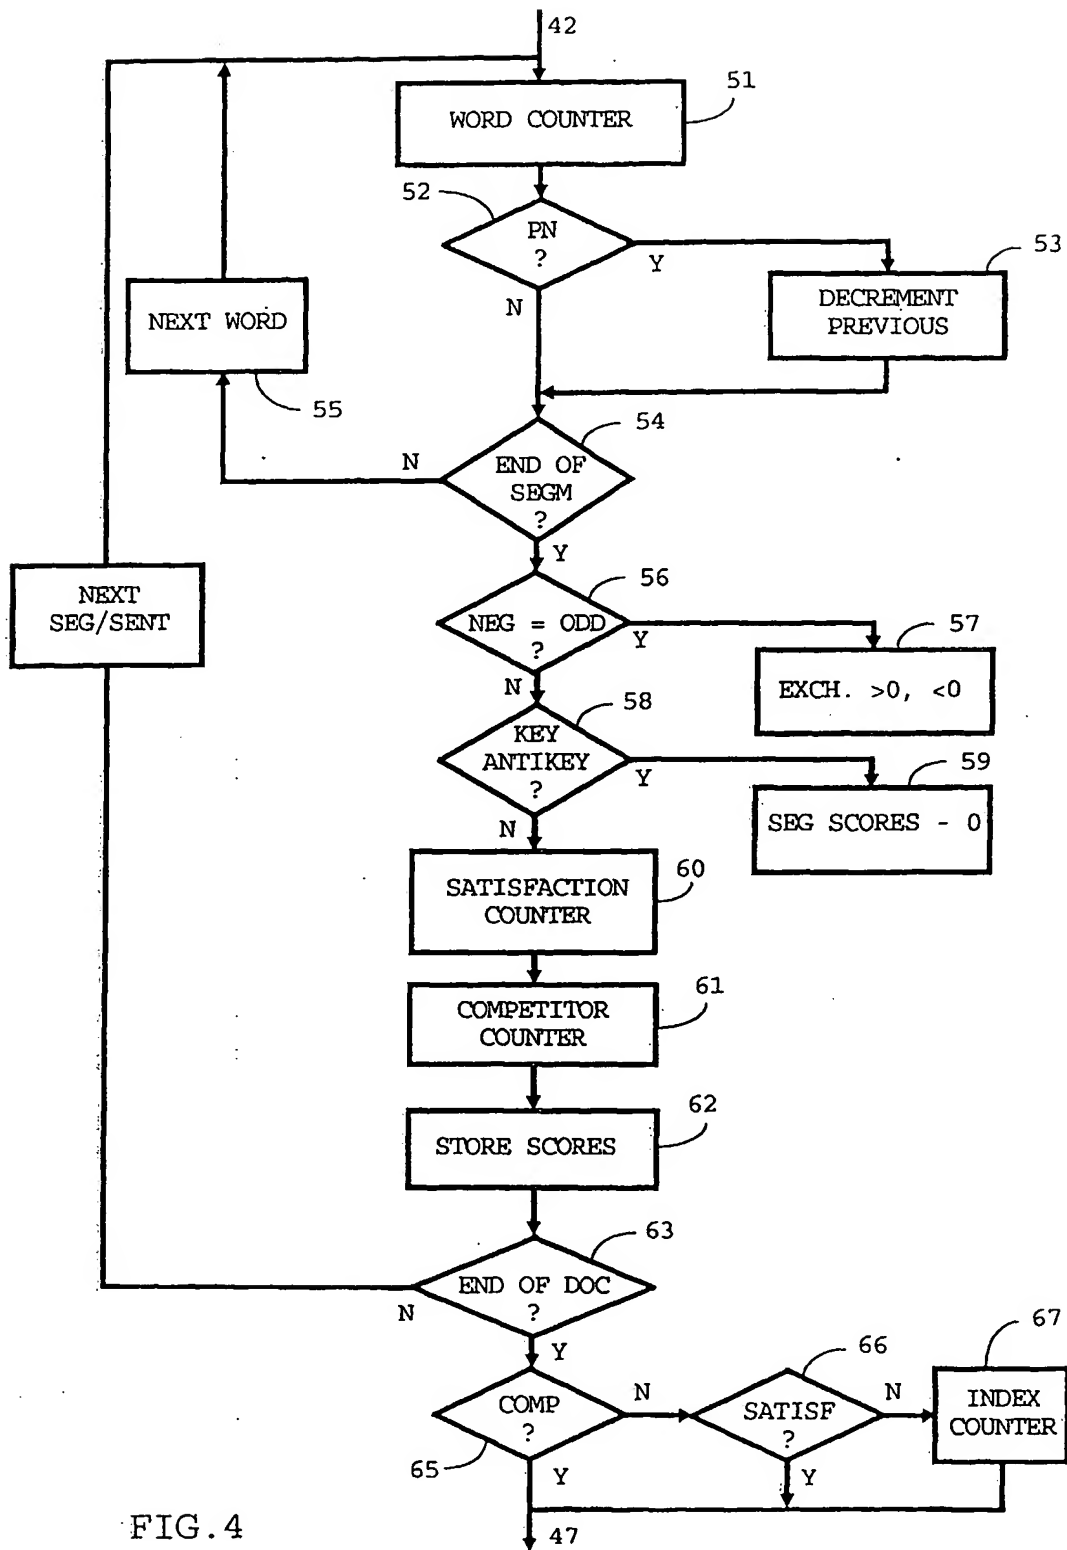 42
51
WORD COUNTER
52
PN
?
Y
N
53
DECREMENT
PREVIOUS
NEXT WORD
55
54
N
END OF
SEGM
?
Y
NEXT
SEG/SENT
56
NEG = ODD
?
Y
N
57
EXCH. >0, <0
58
KEY
ANTIKEY
?
Y
N
59
SEG SCORES - 0
60
SATISFACTION
COUNTER
61
COMPETITOR
COUNTER
62
STORE SCORES
63
END OF DOC
?
N
Y
COMP
?
65
N
Y
66
SATISF
?
N
Y
67
INDEX
COUNTER
47
FIG.4